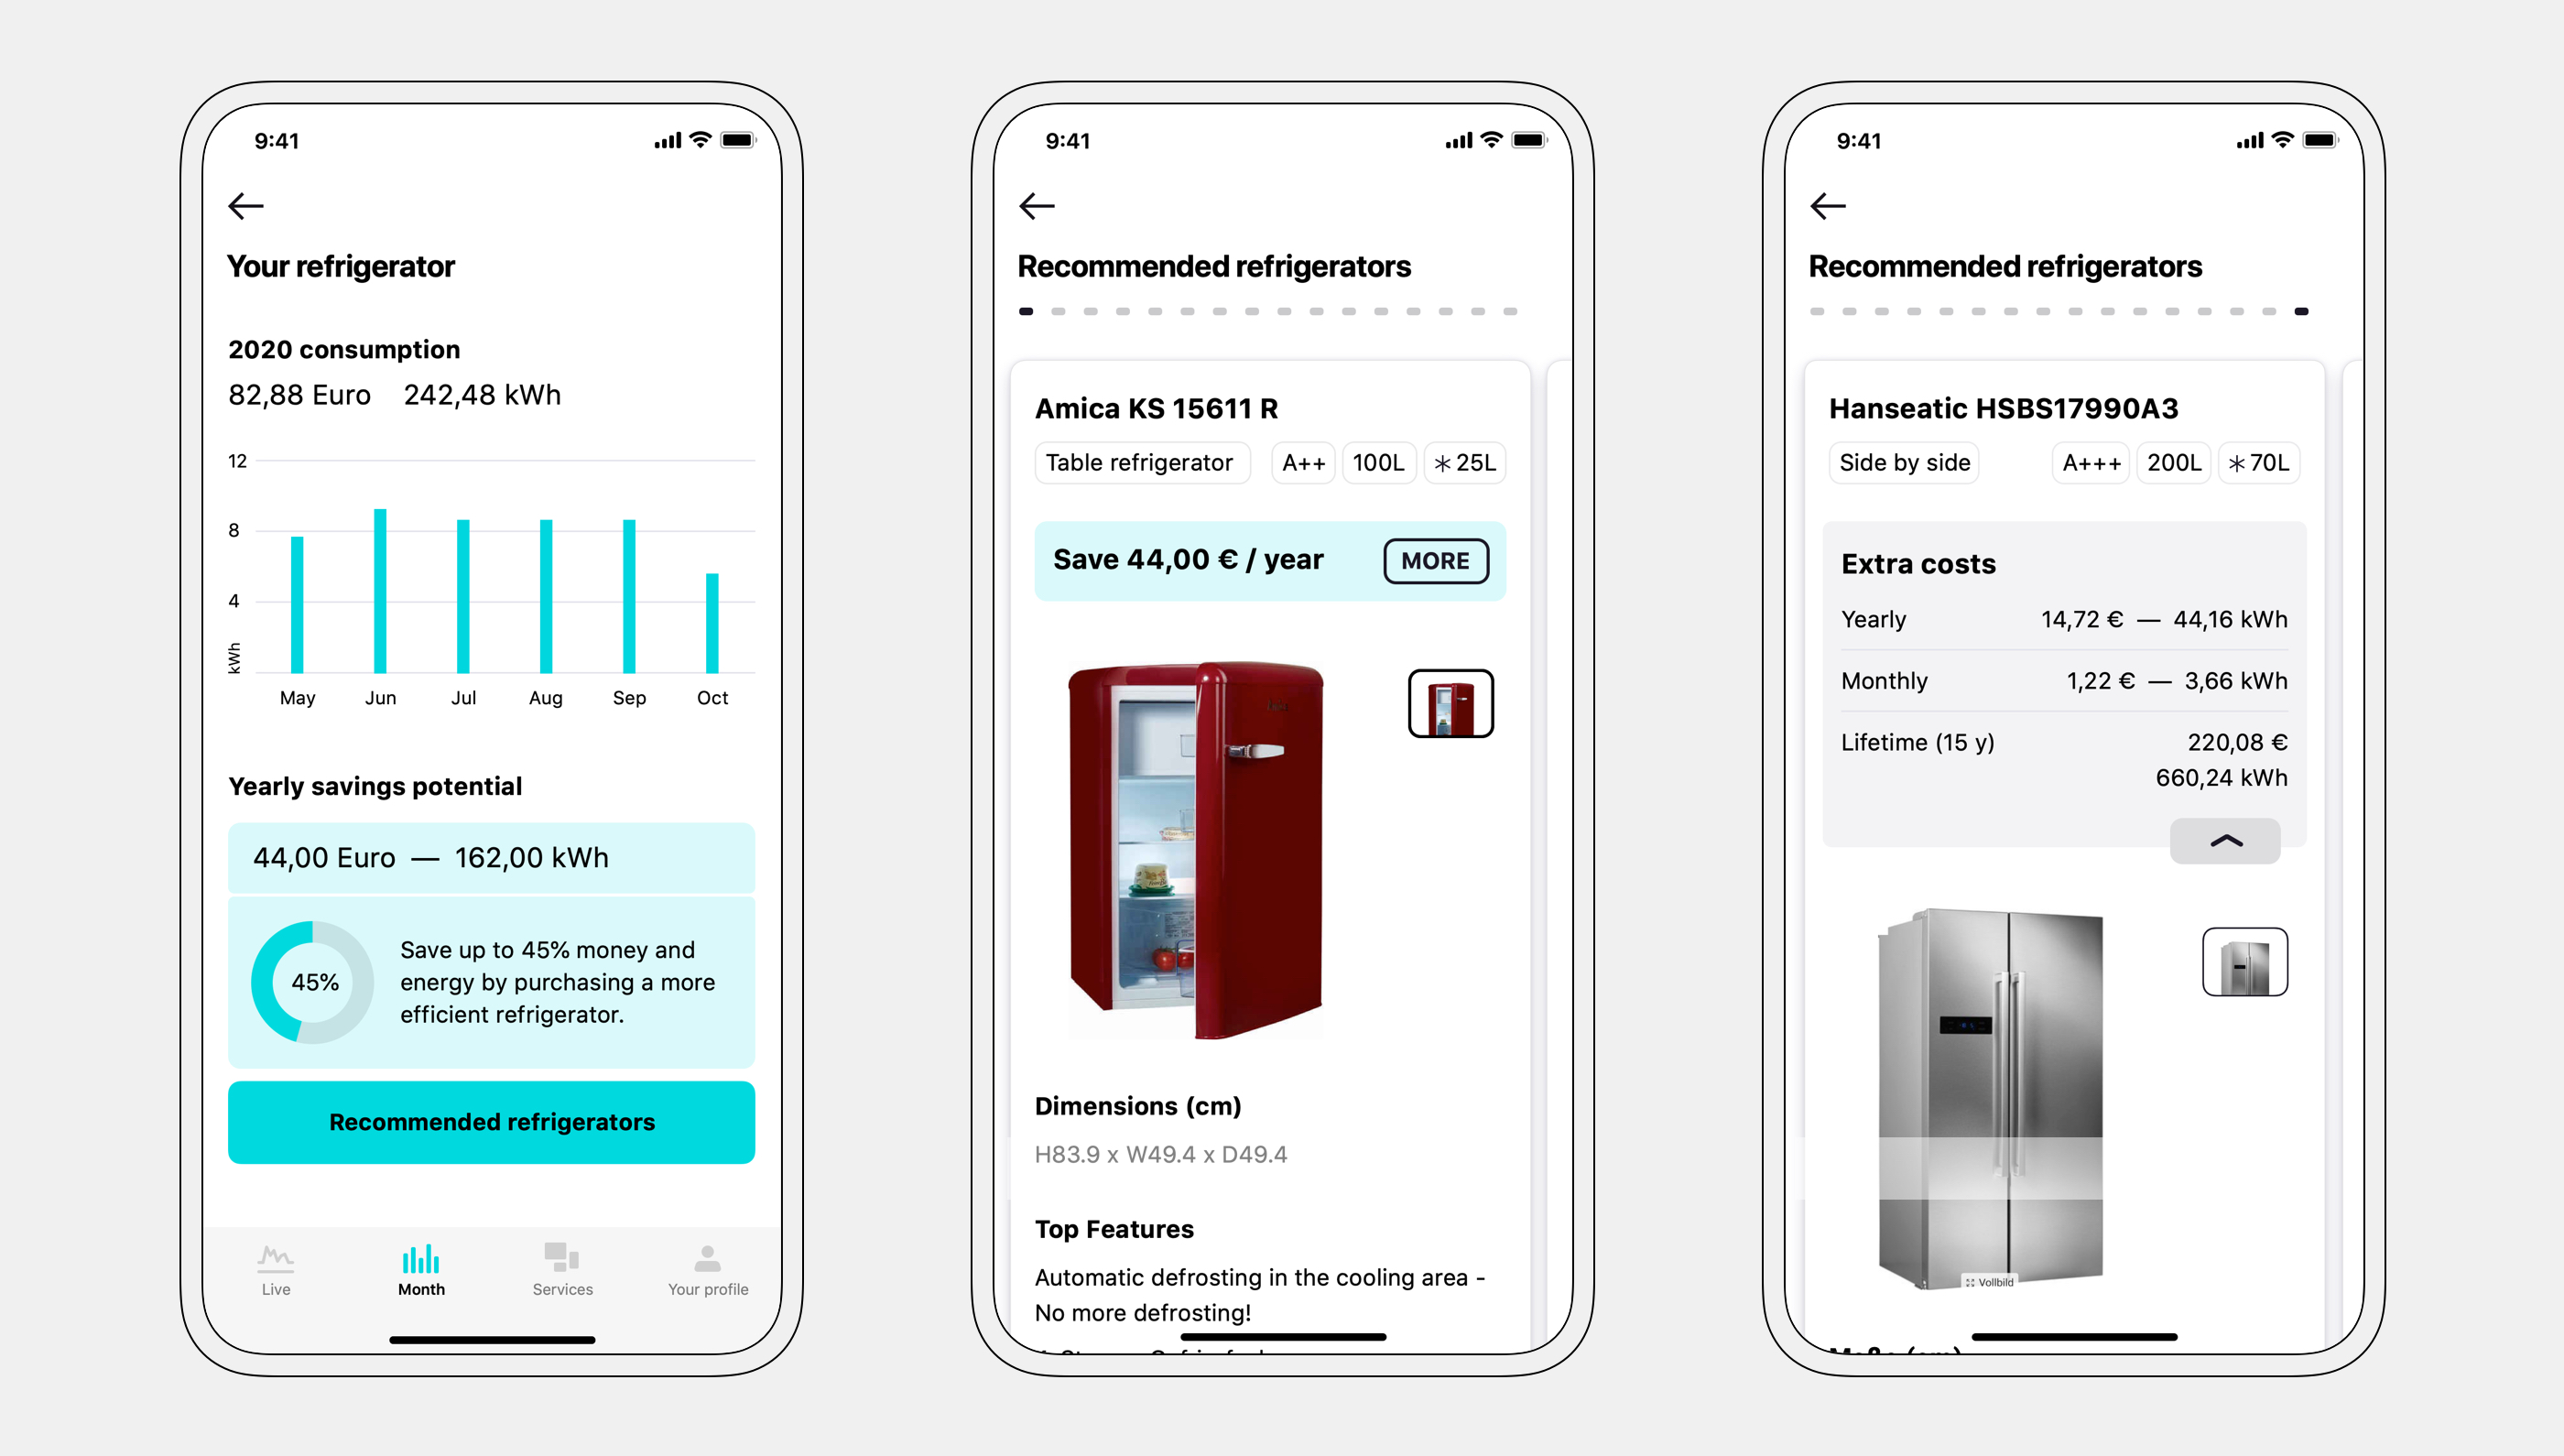 9:41
Your refrigerator
2020 consumption
82,88 Euro 242,48 kWh
12
8
4
kWh
May Jun Jul Aug Sep Oct
Yearly savings potential
44,00 Euro — 162,00 kWh
45%
Save up to 45% money and
energy by purchasing a more
efficient refrigerator.
Recommended refrigerators
Live Month Services Your profile
9:41
Recommended refrigerators
Amica KS 15611 R
Table refrigerator A++ 100L 25L
Save 44,00 € / year MORE
Dimensions (cm)
H83.9 x W49.4 x D49.4
Top Features
Automatic defrosting in the cooling area -
No more defrosting!
9:41
Recommended refrigerators
Hanseatic HSBS17990A3
Side by side A+++ 200L 70L
Extra costs
Yearly 14,72 € — 44,16 kWh
Monthly 1,22 € — 3,66 kWh
Lifetime (15 y) 220,08 €
660,24 kWh
Vollbild